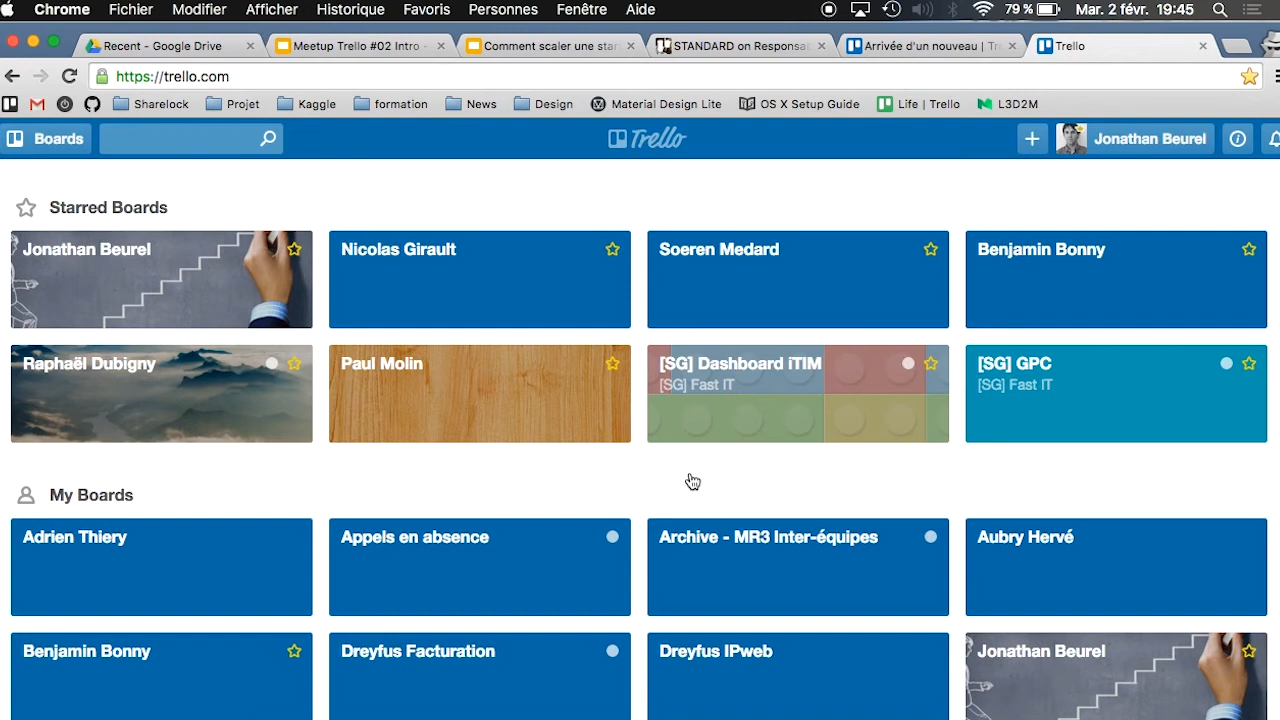 Chrome Fichier Modifier Afficher Historique Favoris Personnes Fenêtre Aide 79 % Mar. 2 févr. 19:45
Recent - Google Drive Meetup Trello #02 Intro - Comment scaler une star STANDARD on Responsa Arrivée d'un nouveau | Tr Trello
https://trello.com
Sharelock Projet Kaggle formation News Design Material Design Lite OS X Setup Guide Life | Trello L3D2M
Boards Trello Jonathan Beurel
Starred Boards
Jonathan Beurel Nicolas Girault Soeren Medard Benjamin Bonny
Raphaël Dubigny Paul Molin [SG] Dashboard iTIM [SG] GPC
[SG] Fast IT [SG] Fast IT
My Boards
Adrien Thiery Appels en absence Archive - MR3 Inter-équipes Aubry Hervé
Benjamin Bonny Dreyfus Facturation Dreyfus IPweb Jonathan Beurel